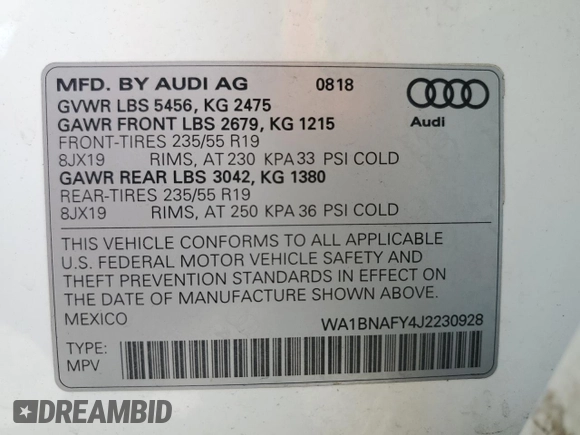 MFD. BY AUDI AG 0818
GVWR LBS 5456, KG 2475
GAWR FRONT LBS 2679, KG 1215
Audi
FRONT-TIRES 235/55 R19
8JX19 RIMS, AT 230 KPA 33 PSI COLD
GAWR REAR LBS 3042, KG 1380
REAR-TIRES 235/55 R19
8JX19 RIMS, AT 250 KPA 36 PSI COLD
THIS VEHICLE CONFORMS TO ALL APPLICABLE
U.S. FEDERAL MOTOR VEHICLE SAFETY AND
THEFT PREVENTION STANDARDS IN EFFECT ON
THE DATE OF MANUFACTURE SHOWN ABOVE.
MEXICO WA1BNAFY4J2230928
TYPE:
MPV
DREAMBID